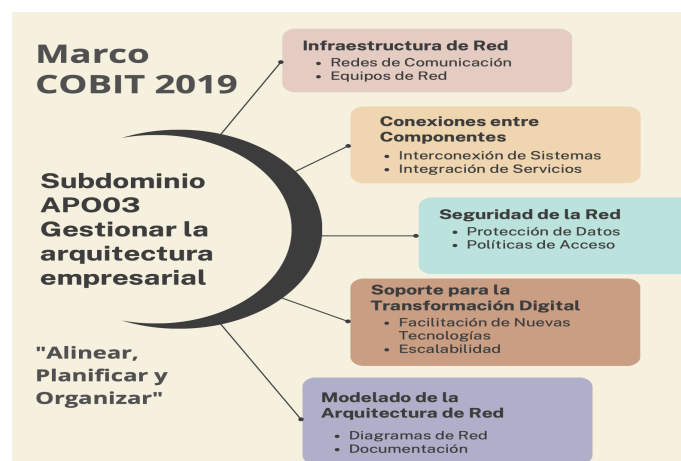 Marco
COBIT 2019
Subdominio
APO03
Gestionar la
arquitectura
empresarial
"Alinear,
Planificar y
Organizar"
Infraestructura de Red
• Redes de Comunicación
• Equipos de Red
Conexiones entre
Componentes
• Interconexión de Sistemas
• Integración de Servicios
Seguridad de la Red
• Protección de Datos
• Políticas de Acceso
Soporte para la
Transformación Digital
• Facilitación de Nuevas
Tecnologías
• Escalabilidad
Modelado de la
Arquitectura de Red
• Diagramas de Red
• Documentación